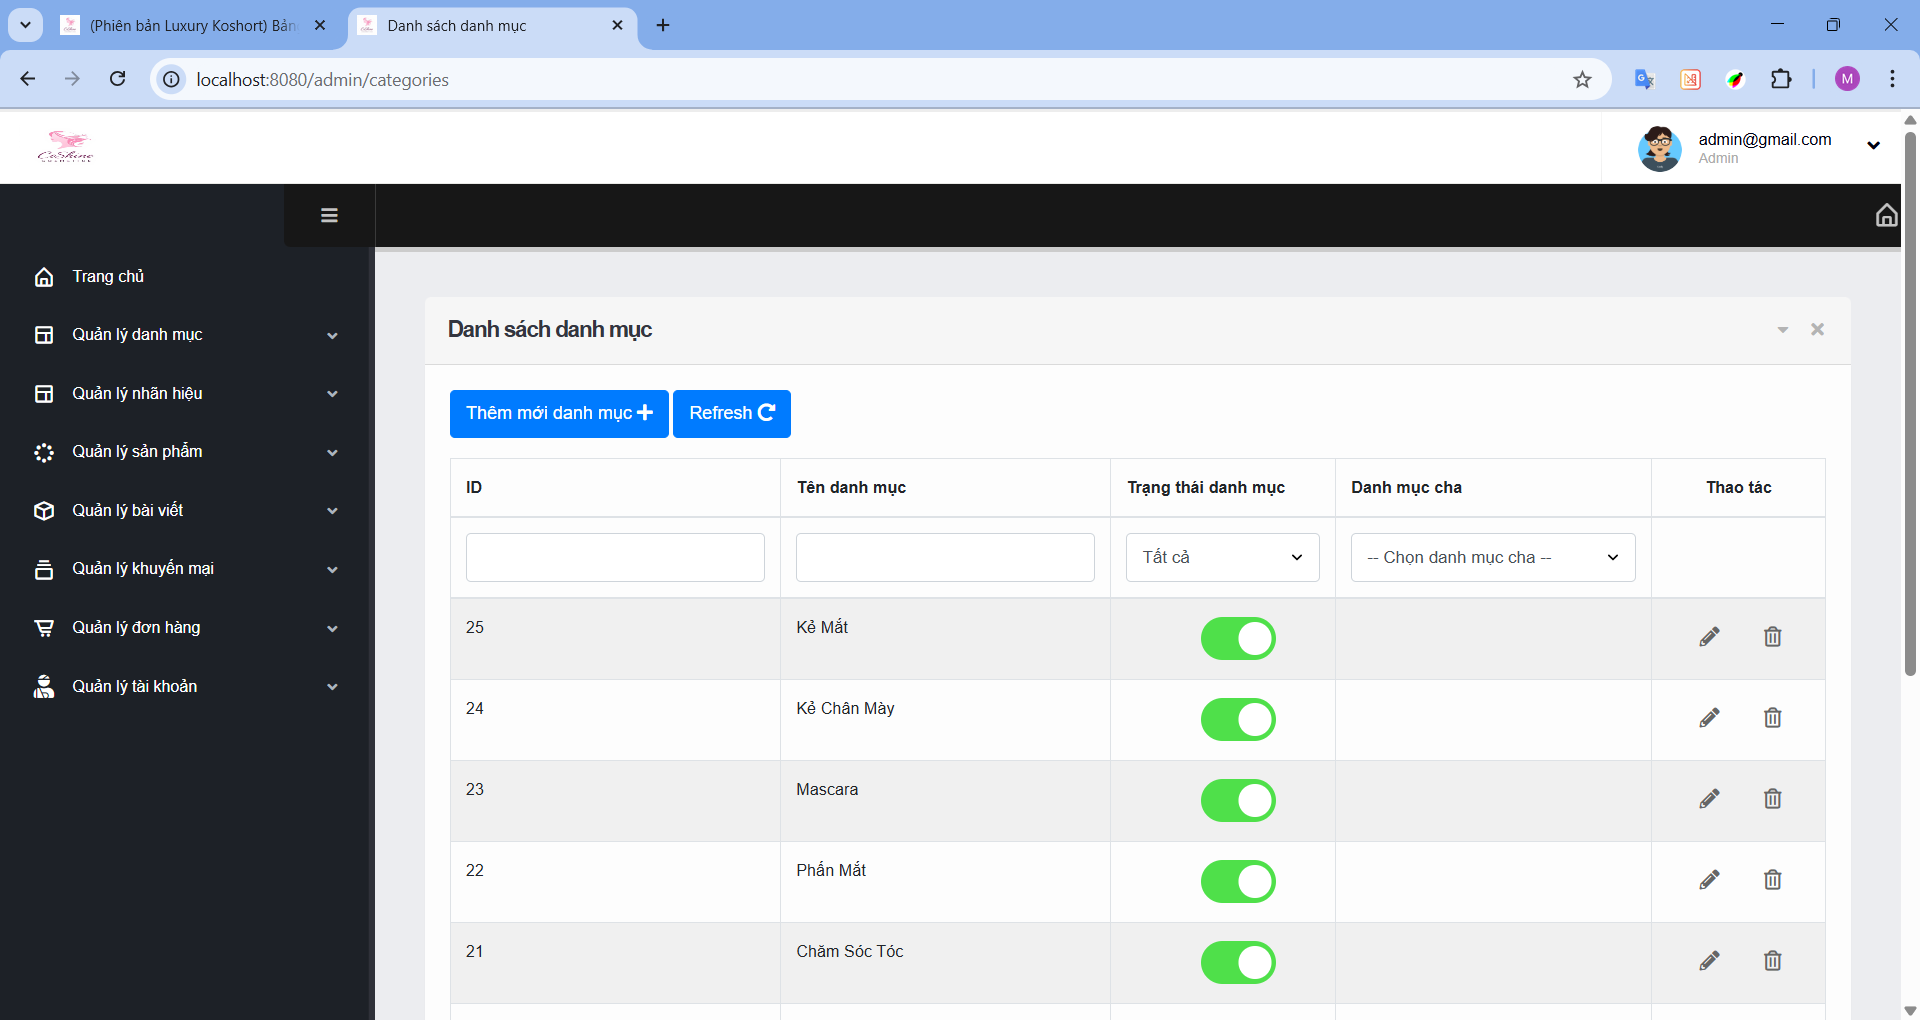 (Phiên bản Luxury Koshort) Bản
Danh sách danh mục
localhost:8080/admin/categories
M
admin@gmail.com
Admin
Trang chủ
Quản lý danh mục
Quản lý nhãn hiệu
Quản lý sản phẩm
Quản lý bài viết
Quản lý khuyến mại
Quản lý đơn hàng
Quản lý tài khoản
Danh sách danh mục
Thêm mới danh mục
Refresh
ID Tên danh mục Trạng thái danh mục Danh mục cha Thao tác
Tất cả -- Chọn danh mục cha --
25 Kẻ Mắt
24 Kẻ Chân Mày
23 Mascara
22 Phấn Mắt
21 Chăm Sóc Tóc